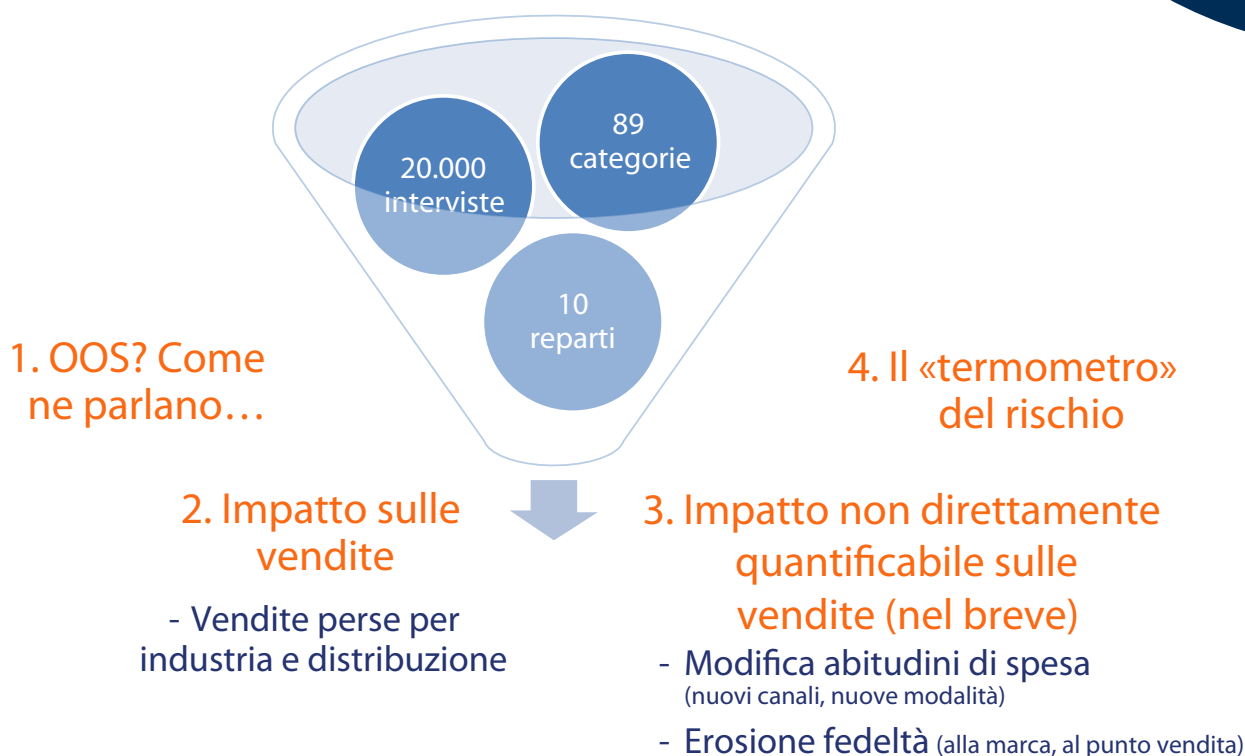 20.000
interviste
89
categorie
10
reparti
1. OOS? Come
ne parlano…
2. Impatto sulle
vendite
- Vendite perse per
industria e distribuzione
3. Impatto non direttamente
quantificabile sulle
vendite (nel breve)
- Modifica abitudini di spesa
(nuovi canali, nuove modalità)
- Erosione fedeltà (alla marca, al punto vendita)
4. Il «termometro»
del rischio